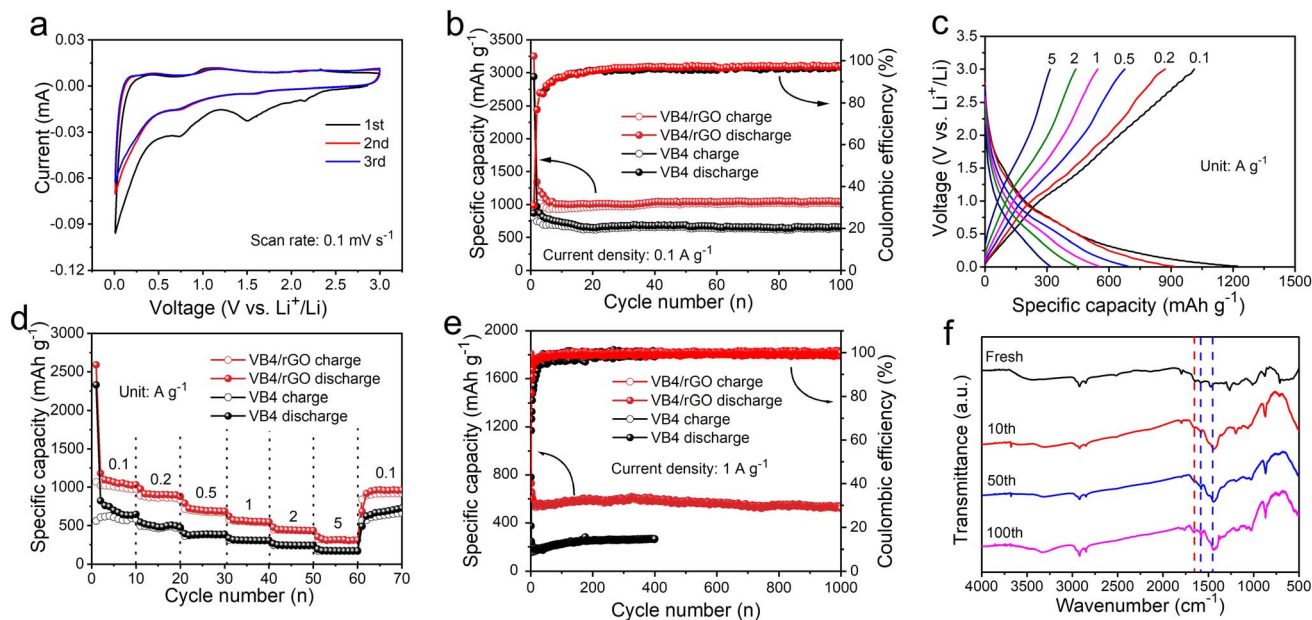 a
0.03
0.00
-0.03
-0.06
-0.09
-0.12
Current (mA)
1st
2nd
3rd
Scan rate: 0.1 mV s⁻¹
0.0 0.5 1.0 1.5 2.0 2.5 3.0
Voltage (V vs. Li⁺/Li)
b
3500
3000
2500
2000
1500
1000
500
0
Specific capacity (mAh g⁻¹)
VB4/rGO charge
VB4/rGO discharge
VB4 charge
VB4 discharge
Current density: 0.1 A g⁻¹
100
80
60
40
20
0
Coulombic efficiency (%)
0 20 40 60 80 100
Cycle number (n)
c
3.5
3.0
2.5
2.0
1.5
1.0
0.5
0.0
Voltage (V vs. Li⁺/Li)
5 2 1 0.5 0.2 0.1
Unit: A g⁻¹
0 300 600 900 1200 1500
Specific capacity (mAh g⁻¹)
d
3000
2500
2000
1500
1000
500
0
Specific capacity (mAh g⁻¹)
VB4/rGO charge
VB4/rGO discharge
VB4 charge
VB4 discharge
Unit: A g⁻¹
0.1 0.2 0.5 1 2 5 0.1
0 10 20 30 40 50 60 70
Cycle number (n)
e
2000
1600
1200
800
400
0
Specific capacity (mAh g⁻¹)
VB4/rGO charge
VB4/rGO discharge
VB4 charge
VB4 discharge
Current density: 1 A g⁻¹
100
80
60
40
20
0
Coulombic efficiency (%)
0 200 400 600 800 1000
Cycle number (n)
f
Transmittance (a.u.)
Fresh
10th
50th
100th
4000 3500 3000 2500 2000 1500 1000 500
Wavenumber (cm⁻¹)